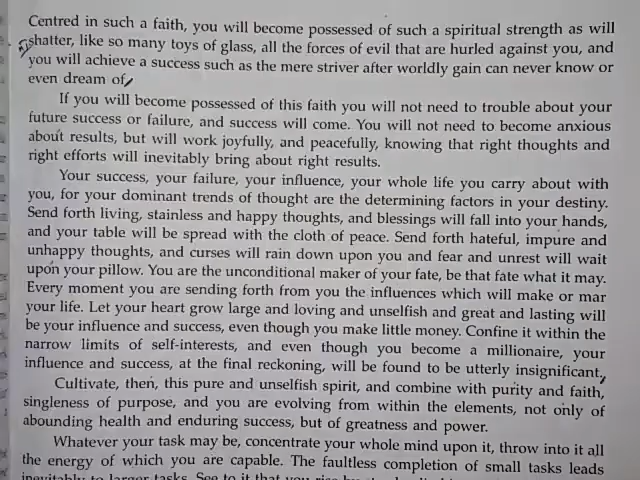 Centred in such a faith, you will become possessed of such a spiritual strength as will
shatter, like so many toys of glass, all the forces of evil that are hurled against you, and
you will achieve a success such as the mere striver after worldly gain can never know or
even dream of.
If you will become possessed of this faith you will not need to trouble about your
future success or failure, and success will come. You will not need to become anxious
about results, but will work joyfully, and peacefully, knowing that right thoughts and
right efforts will inevitably bring about right results.
Your success, your failure, your influence, your whole life you carry about with
you, for your dominant trends of thought are the determining factors in your destiny.
Send forth living, stainless and happy thoughts, and blessings will fall into your hands,
and your table will be spread with the cloth of peace. Send forth hateful, impure and
unhappy thoughts, and curses will rain down upon you and fear and unrest will wait
upon your pillow. You are the unconditional maker of your fate, be that fate what it may.
Every moment you are sending forth from you the influences which will make or mar
your life. Let your heart grow large and loving and unselfish and great and lasting will
be your influence and success, even though you make little money. Confine it within the
narrow limits of self-interests, and even though you become a millionaire, your
influence and success, at the final reckoning, will be found to be utterly insignificant.
Cultivate, then, this pure and unselfish spirit, and combine with purity and faith,
singleness of purpose, and you are evolving from within the elements, not only of
abounding health and enduring success, but of greatness and power.
Whatever your task may be, concentrate your whole mind upon it, throw into it all
the energy of which you are capable. The faultless completion of small tasks leads
inevitably to larger tasks. See to it that you rise by